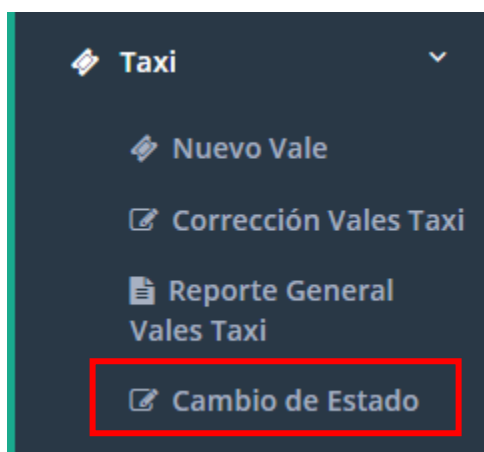 Taxi
Nuevo Vale
Corrección Vales Taxi
Reporte General
Vales Taxi
Cambio de Estado